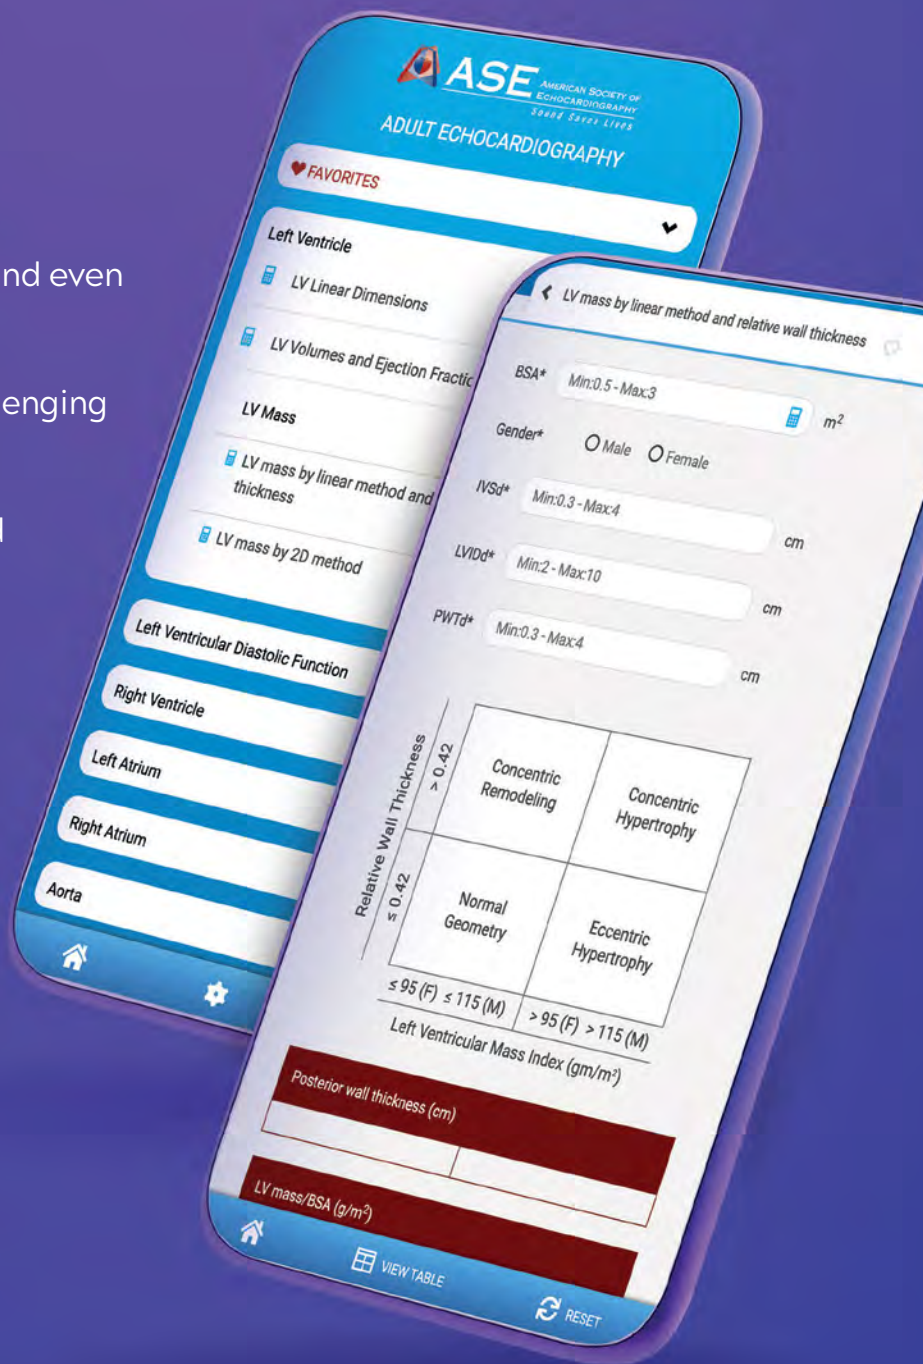 nd even
enging
ASE
AMERICAN SOCIETY OF
ECHOCARDIOGRAPHY
Sound Saves Lives
ADULT ECHOCARDIOGRAPHY
FAVORITES
Left Ventricle
LV Linear Dimensions
LV Volumes and Ejection Fractic
LV Mass
LV mass by linear method and
thickness
LV mass by 2D method
Left Ventricular Diastolic Function
Right Ventricle
Left Atrium
Right Atrium
Aorta
LV mass by linear method and relative wall thickness
BSA* Min:0.5 - Max:3 m²
Gender* Male Female
IVSd* Min:0.3 - Max:4 cm
LVIDd* Min:2 - Max:10 cm
PWTd* Min:0.3 - Max:4 cm
Relative Wall Thickness
> 0.42
≤ 0.42
Concentric
Remodeling
Concentric
Hypertrophy
Normal
Geometry
Eccentric
Hypertrophy
≤ 95 (F) ≤ 115 (M) > 95 (F) > 115 (M)
Left Ventricular Mass Index (gm/m²)
Posterior wall thickness (cm)
LV mass/BSA (g/m²)
VIEW TABLE
RESET